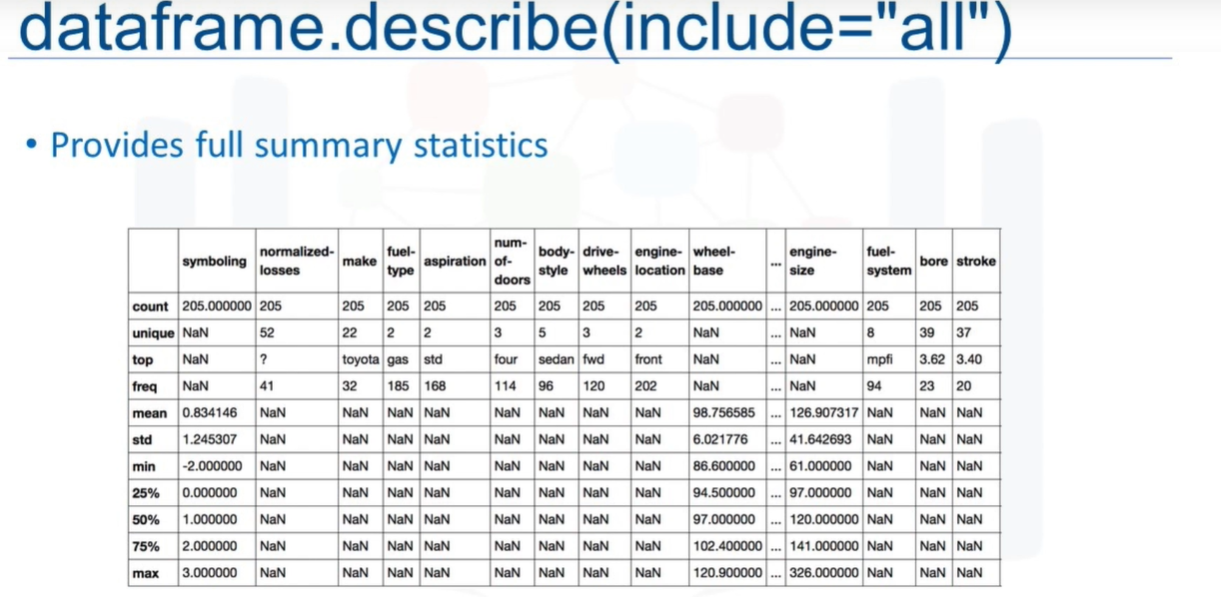 dataframe.describe(include="all")
• Provides full summary statistics
symboling normalized-losses make fuel-type aspiration num-of-doors body-style drive-wheels engine-location wheel-base ... engine-size fuel-system bore stroke
count 205.000000 205 205 205 205 205 205 205 205 205.000000 ... 205.000000 205 205 205
unique NaN 52 22 2 2 3 5 3 2 NaN ... NaN 8 39 37
top NaN ? toyota gas std four sedan fwd front NaN ... NaN mpfi 3.62 3.40
freq NaN 41 32 185 168 114 96 120 202 NaN ... NaN 94 23 20
mean 0.834146 NaN NaN NaN NaN NaN NaN NaN NaN 98.756585 ... 126.907317 NaN NaN NaN
std 1.245307 NaN NaN NaN NaN NaN NaN NaN NaN 6.021776 ... 41.642693 NaN NaN NaN
min -2.000000 NaN NaN NaN NaN NaN NaN NaN NaN 86.600000 ... 61.000000 NaN NaN NaN
25% 0.000000 NaN NaN NaN NaN NaN NaN NaN NaN 94.500000 ... 97.000000 NaN NaN NaN
50% 1.000000 NaN NaN NaN NaN NaN NaN NaN NaN 97.000000 ... 120.000000 NaN NaN NaN
75% 2.000000 NaN NaN NaN NaN NaN NaN NaN NaN 102.400000 ... 141.000000 NaN NaN NaN
max 3.000000 NaN NaN NaN NaN NaN NaN NaN NaN 120.900000 ... 326.000000 NaN NaN NaN